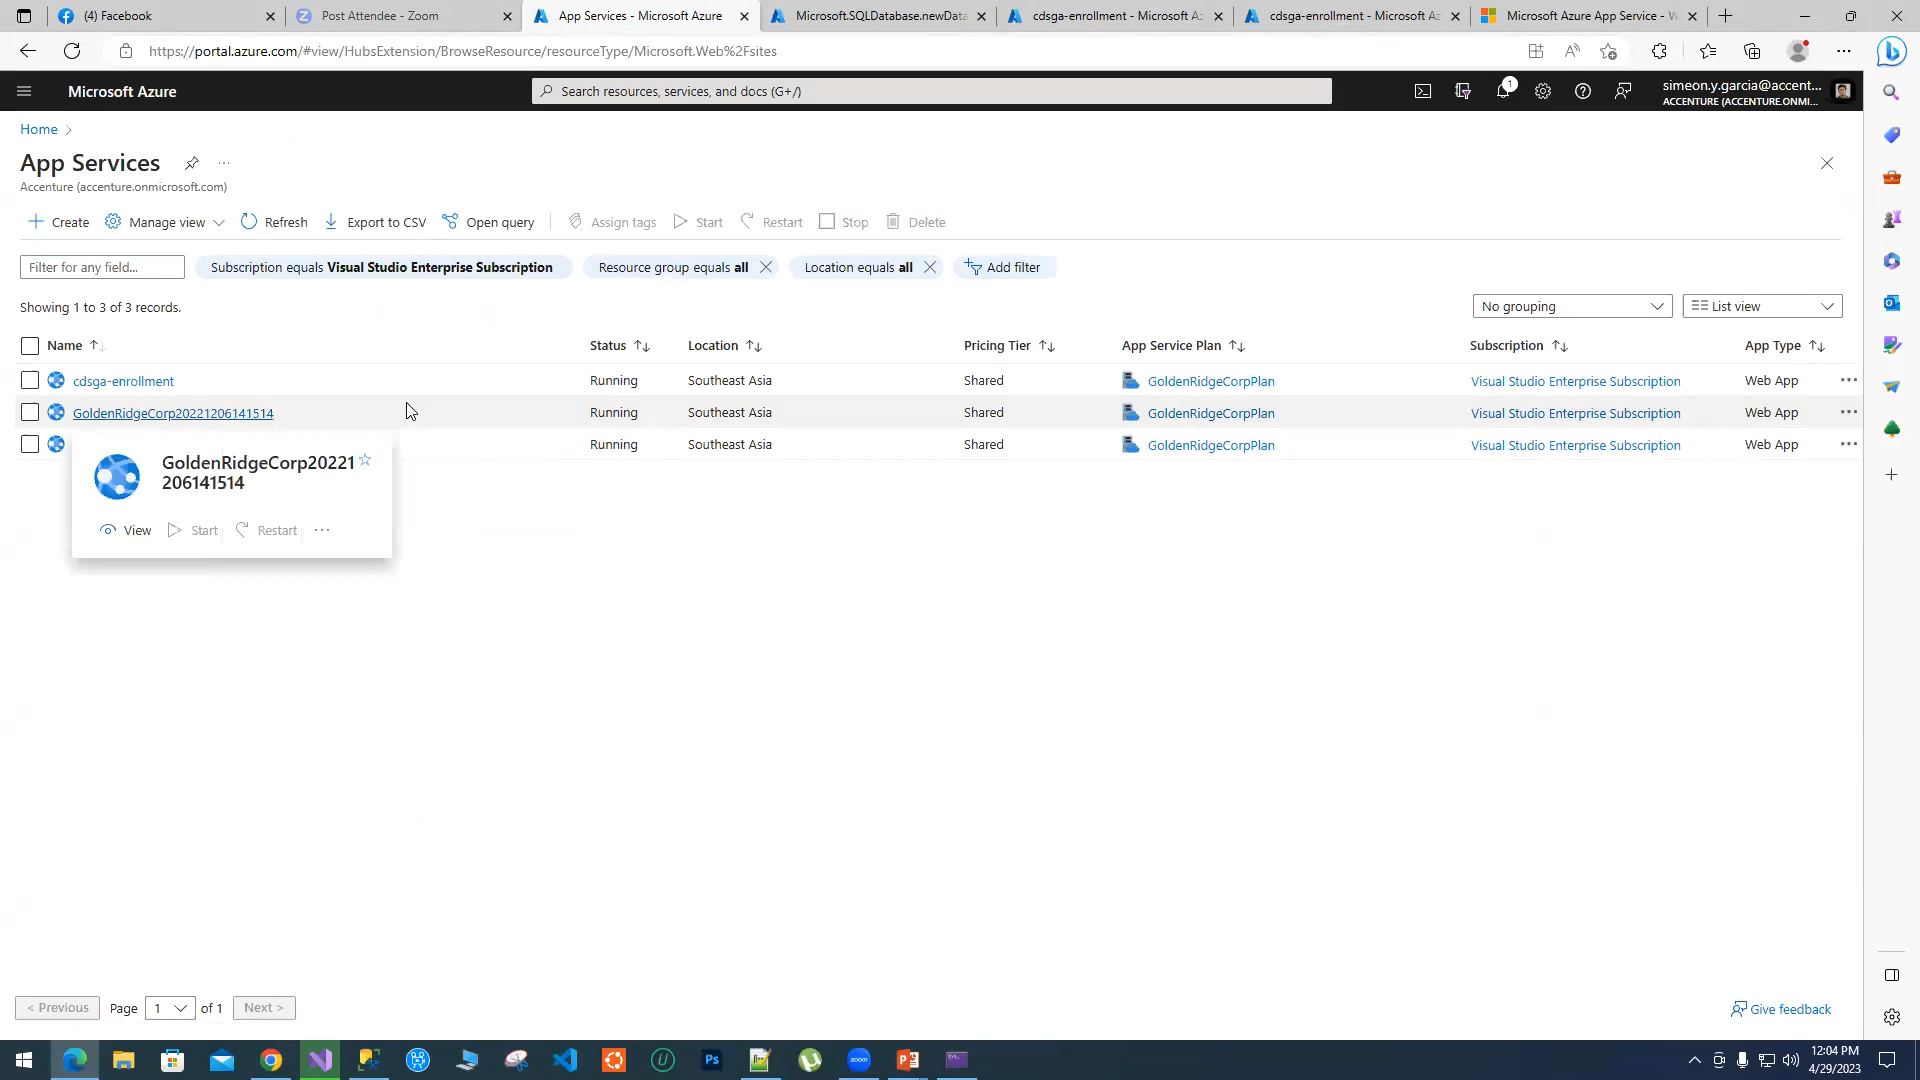 (4) Facebook
Post Attendee - Zoom
App Services - Microsoft Azure
Microsoft.SQLDatabase.newData
cdsga-enrollment - Microsoft Az
cdsga-enrollment - Microsoft Az
Microsoft Azure App Service - W
https://portal.azure.com/#view/HubsExtension/BrowseResource/resourceType/Microsoft.Web%2Fsites
Microsoft Azure
Search resources, services, and docs (G+/)
1
simeon.y.garcia@accent...
ACCENTURE (ACCENTURE.ONMI...
Home
App Services
Accenture (accenture.onmicrosoft.com)
Create
Manage view
Refresh
Export to CSV
Open query
Assign tags
Start
Restart
Stop
Delete
Filter for any field...
Subscription equals Visual Studio Enterprise Subscription
Resource group equals all
Location equals all
Add filter
Showing 1 to 3 of 3 records.
No grouping
List view
Name Status Location Pricing Tier App Service Plan Subscription App Type
cdsga-enrollment Running Southeast Asia Shared GoldenRidgeCorpPlan Visual Studio Enterprise Subscription Web App
GoldenRidgeCorp20221206141514 Running Southeast Asia Shared GoldenRidgeCorpPlan Visual Studio Enterprise Subscription Web App
Running Southeast Asia Shared GoldenRidgeCorpPlan Visual Studio Enterprise Subscription Web App
GoldenRidgeCorp20221
206141514
View
Start
Restart
< Previous
Page
1
of 1
Next >
Give feedback
Ps
zoom
12:04 PM
4/29/2023